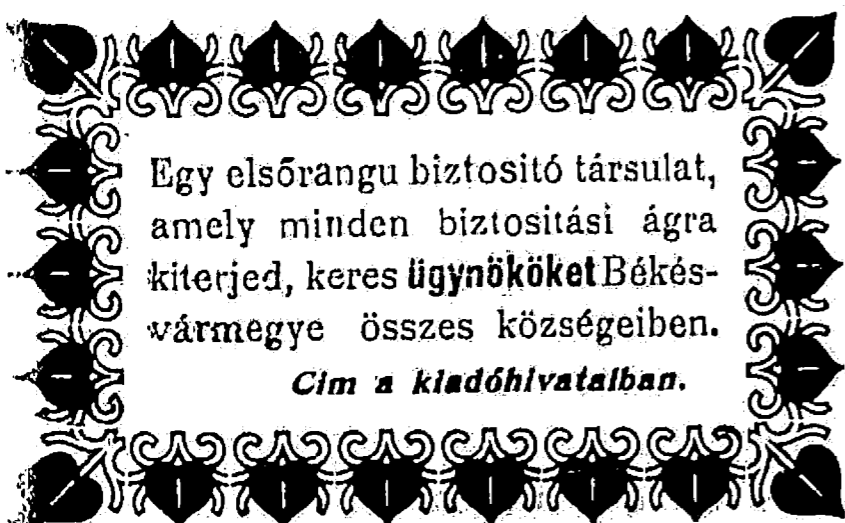 Egy elsőrangu biztositó társulat,
amely minden biztositási ágra
kiterjed, keres ügynököket Békés-
vármegye összes községeiben.
Cim a kiadóhivatalban.